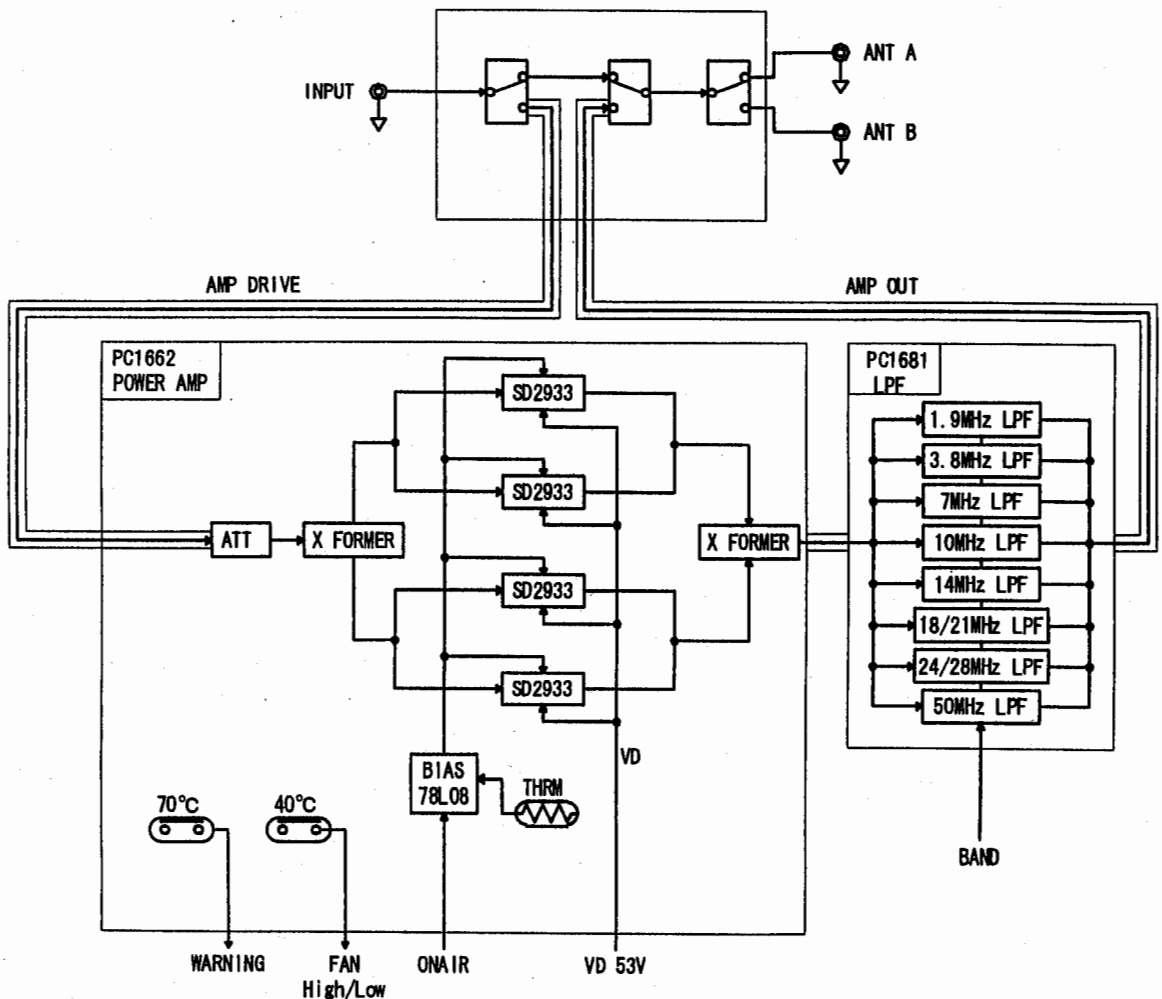 ANT A
INPUT
ANT B
AMP DRIVE
AMP OUT
PC1662
POWER AMP
PC1681
LPF
SD2933
SD2933
SD2933
SD2933
ATT
X FORMER
X FORMER
1.9MHz LPF
3.8MHz LPF
7MHz LPF
10MHz LPF
14MHz LPF
18/21MHz LPF
24/28MHz LPF
50MHz LPF
VD
BIAS
78L08
THRM
70°C
40°C
BAND
WARNING
FAN
High/Low
ONAIR
VD 53V